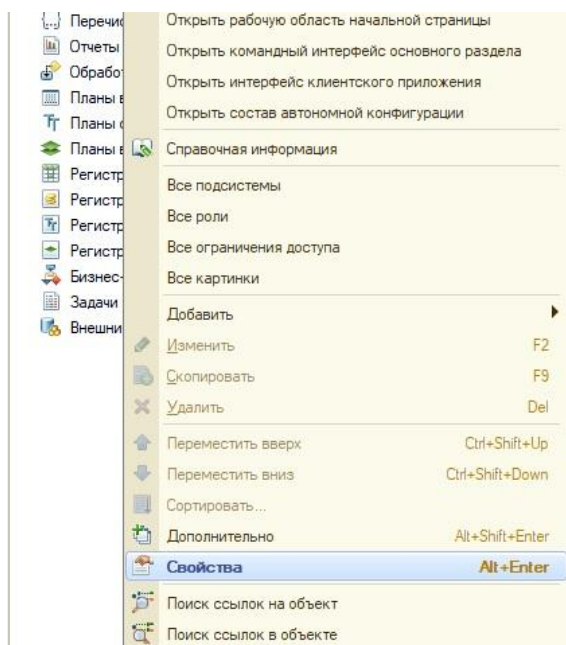 Перечис
Отчеты
Обработ
Планы в
Планы с
Планы в
Регистр
Регистр
Регистр
Регистр
Бизнес-
Задачи
Внешни
Открыть рабочую область начальной страницы
Открыть командный интерфейс основного раздела
Открыть интерфейс клиентского приложения
Открыть состав автономной конфигурации
Справочная информация
Все подсистемы
Все роли
Все ограничения доступа
Все картинки
Добавить
Изменить F2
Скопировать F9
Удалить Del
Переместить вверх Ctrl+Shift+Up
Переместить вниз Ctrl+Shift+Down
Сортировать...
Дополнительно Alt+Shift+Enter
Свойства Alt+Enter
Поиск ссылок на объект
Поиск ссылок в объекте